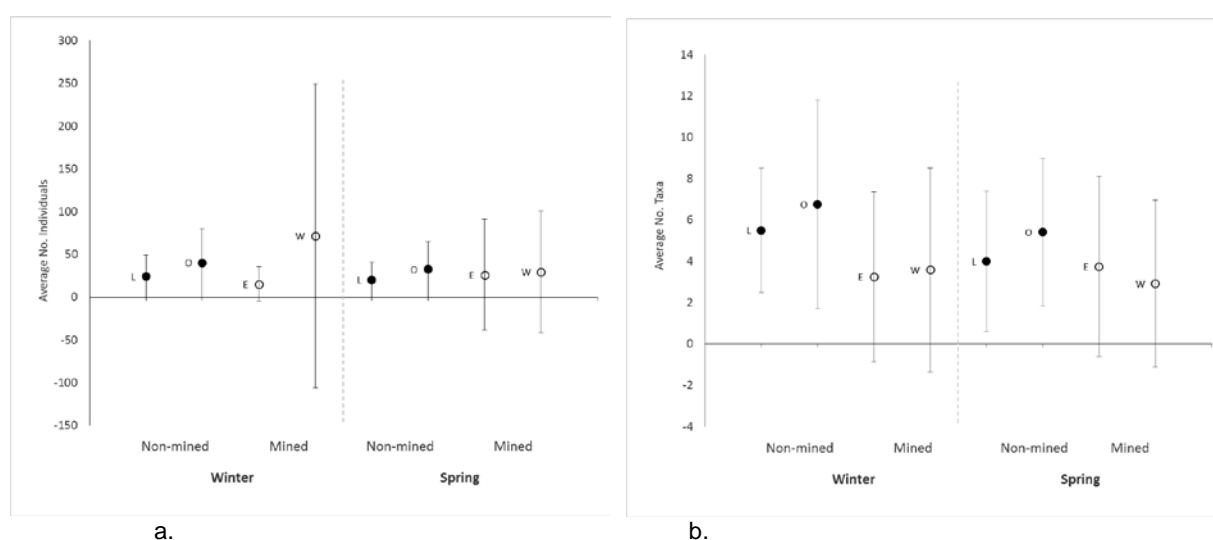 Average No. Individuals
300
250
200
150
100
50
0
-50
-100
-150
L
O
E
W
L
O
E
W
Non-mined Mined Non-mined Mined
Winter Spring
a.
Average No. Taxa
14
12
10
8
6
4
2
0
-2
-4
L
O
E
W
L
O
E
W
Non-mined Mined Non-mined Mined
Winter Spring
b.